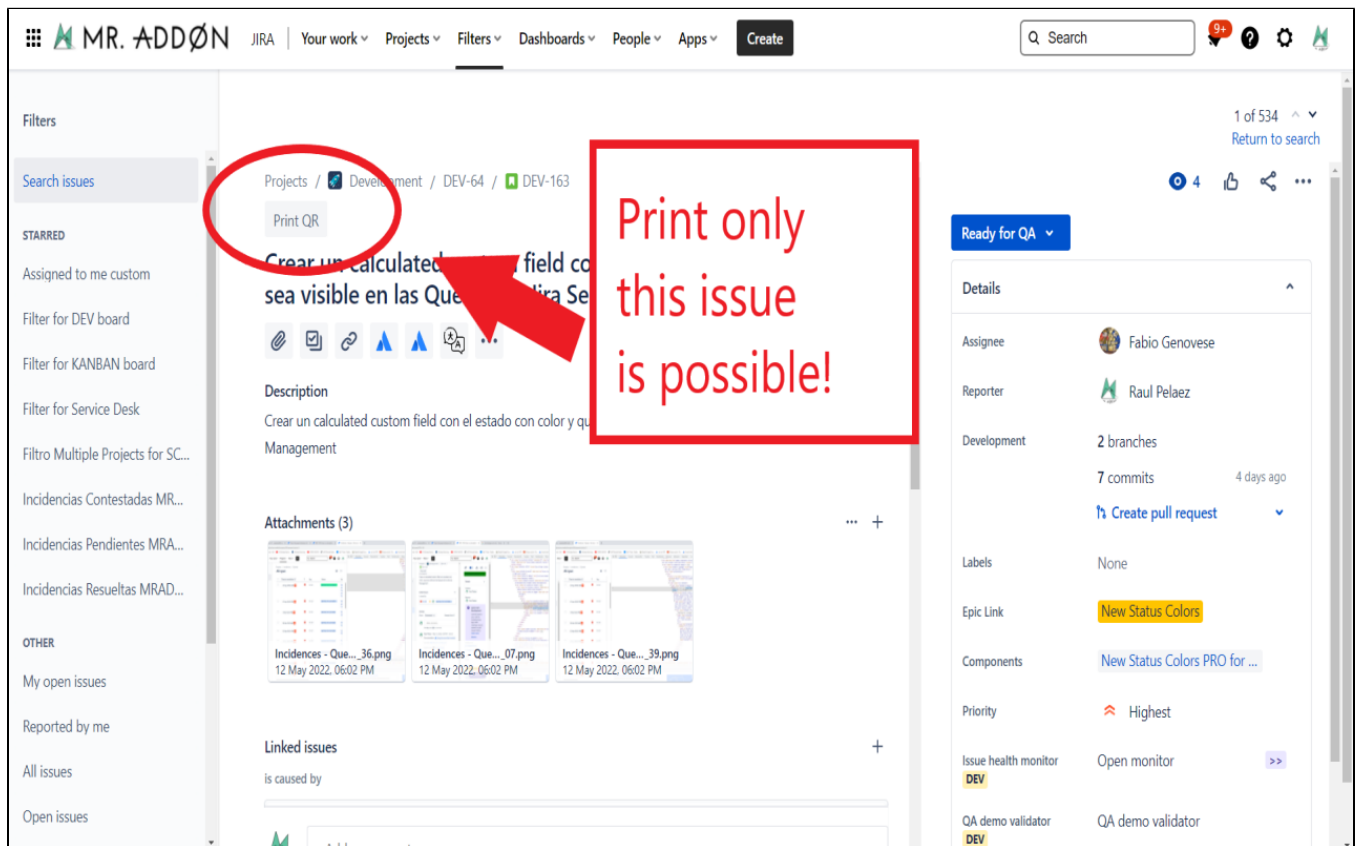 MR. ADDØN JIRA Your work Projects Filters Dashboards People Apps Create Search 9+
Filters
1 of 534
Return to search
Search issues
Projects / Development / DEV-64 / DEV-163
4
Print QR
STARRED
Ready for QA
Assigned to me custom
Crear un calculated field
sea visible en las
Filter for DEV board
Filter for KANBAN board
Filter for Service Desk
Filtro Multiple Projects for SC...
Incidencias Contestadas MR...
Incidencias Pendientes MRA...
Incidencias Resueltas MRAD...
OTHER
My open issues
Reported by me
All issues
Open issues
Print only
this issue
is possible!
Description
Crear un calculated custom field con el estado con color y
Management
Attachments (3)
Incidences - Que..._36.png
12 May 2022, 06:02 PM
Incidences - Que..._07.png
12 May 2022, 06:02 PM
Incidences - Que..._39.png
12 May 2022, 06:02 PM
Linked issues
is caused by
Details
Assignee Fabio Genovese
Reporter Raul Pelaez
Development 2 branches
7 commits 4 days ago
Create pull request
Labels None
Epic Link New Status Colors
Components New Status Colors PRO for ...
Priority Highest
Issue health monitor Open monitor >>
DEV
QA demo validator QA demo validator
DEV